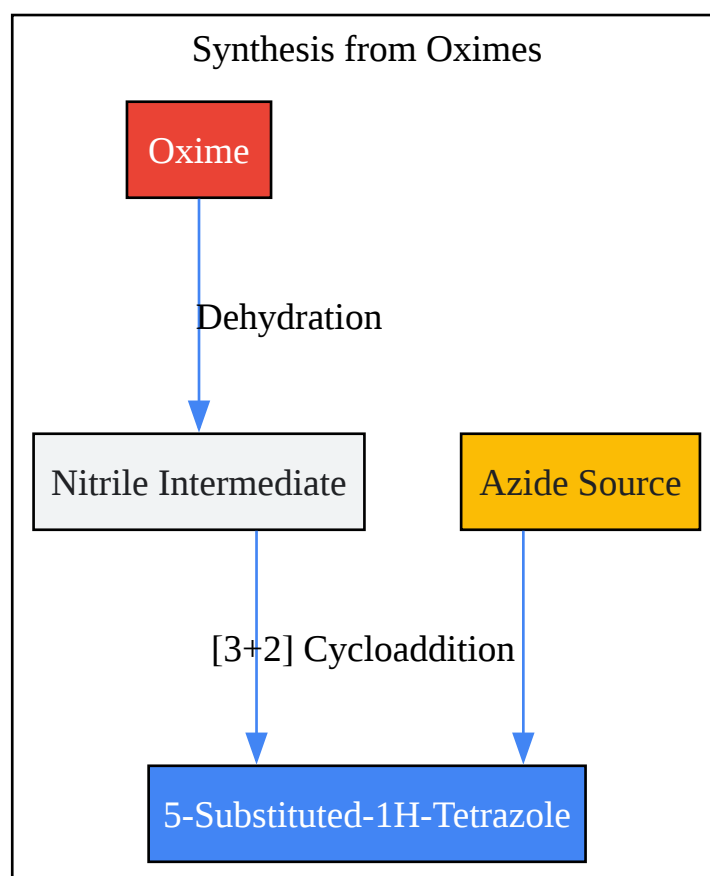 Synthesis from Oximes
Oxime
Dehydration
Nitrile Intermediate
Azide Source
[3+2] Cycloaddition
5-Substituted-1H-Tetrazole